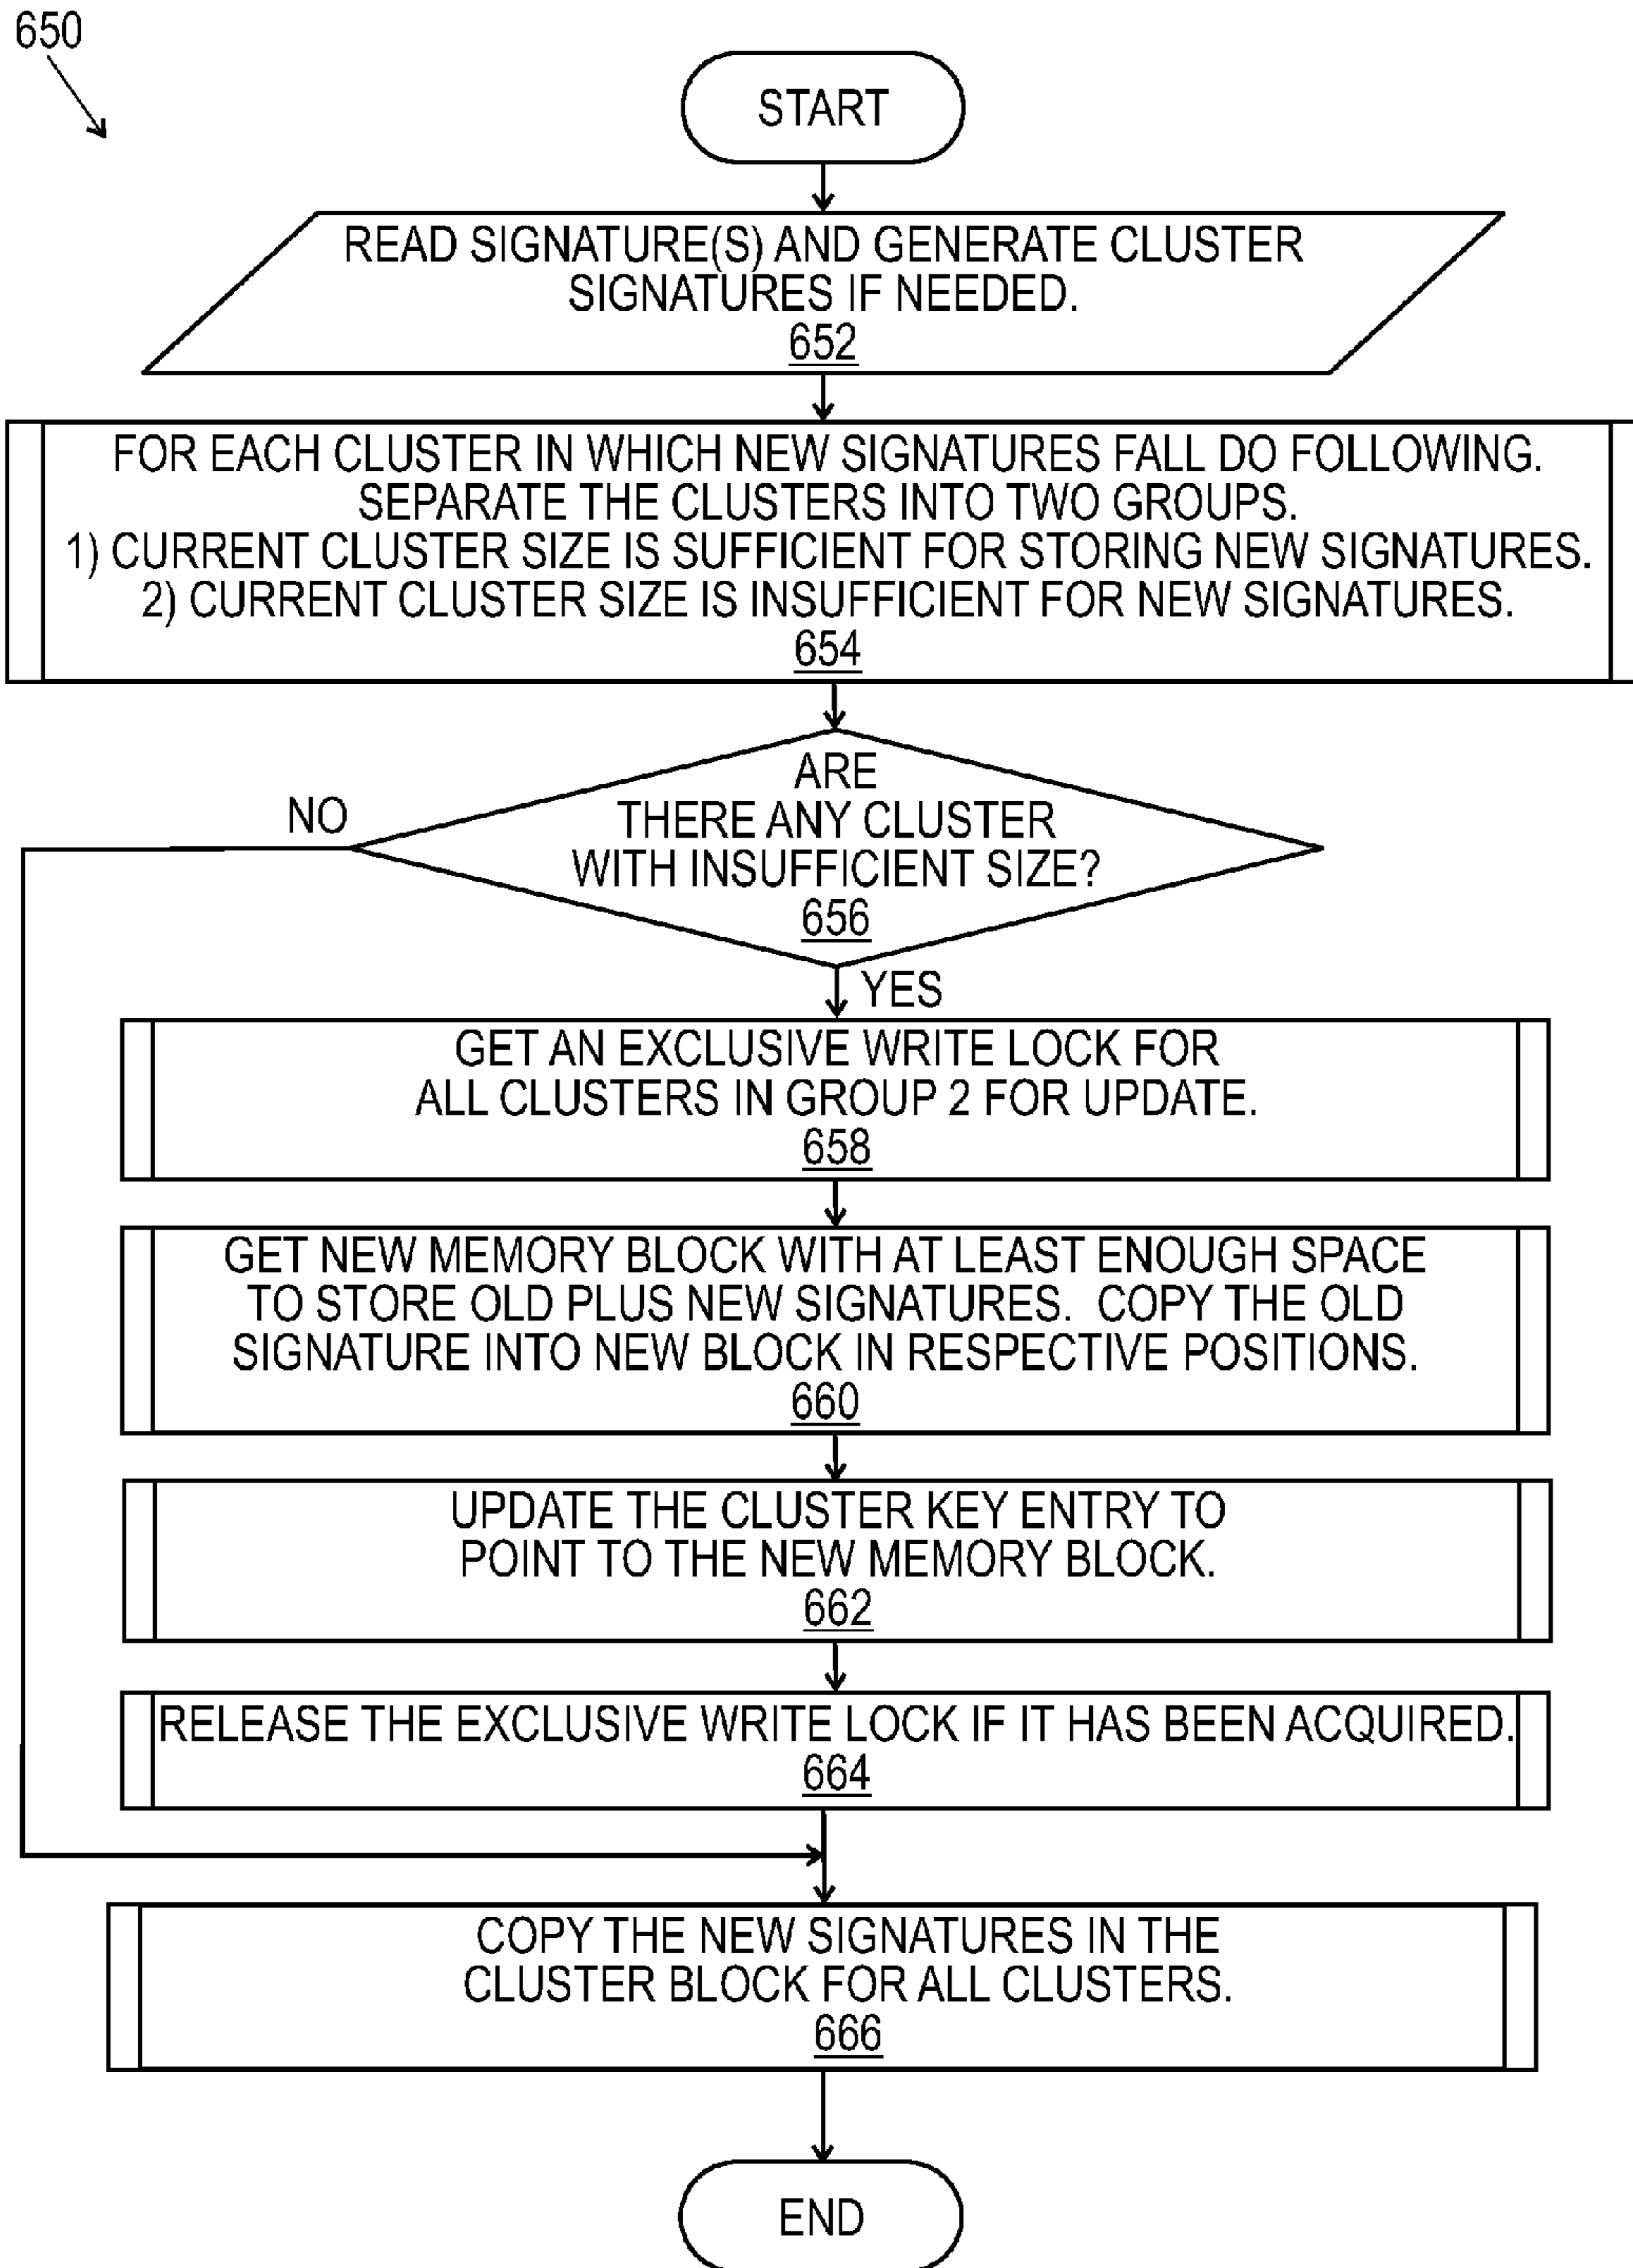 650
START
READ SIGNATURE(S) AND GENERATE CLUSTER
SIGNATURES IF NEEDED.
652
FOR EACH CLUSTER IN WHICH NEW SIGNATURES FALL DO FOLLOWING.
SEPARATE THE CLUSTERS INTO TWO GROUPS.
1) CURRENT CLUSTER SIZE IS SUFFICIENT FOR STORING NEW SIGNATURES.
2) CURRENT CLUSTER SIZE IS INSUFFICIENT FOR NEW SIGNATURES.
654
ARE
THERE ANY CLUSTER
WITH INSUFFICIENT SIZE?
656
NO
YES
GET AN EXCLUSIVE WRITE LOCK FOR
ALL CLUSTERS IN GROUP 2 FOR UPDATE.
658
GET NEW MEMORY BLOCK WITH AT LEAST ENOUGH SPACE
TO STORE OLD PLUS NEW SIGNATURES. COPY THE OLD
SIGNATURE INTO NEW BLOCK IN RESPECTIVE POSITIONS.
660
UPDATE THE CLUSTER KEY ENTRY TO
POINT TO THE NEW MEMORY BLOCK.
662
RELEASE THE EXCLUSIVE WRITE LOCK IF IT HAS BEEN ACQUIRED.
664
COPY THE NEW SIGNATURES IN THE
CLUSTER BLOCK FOR ALL CLUSTERS.
666
END